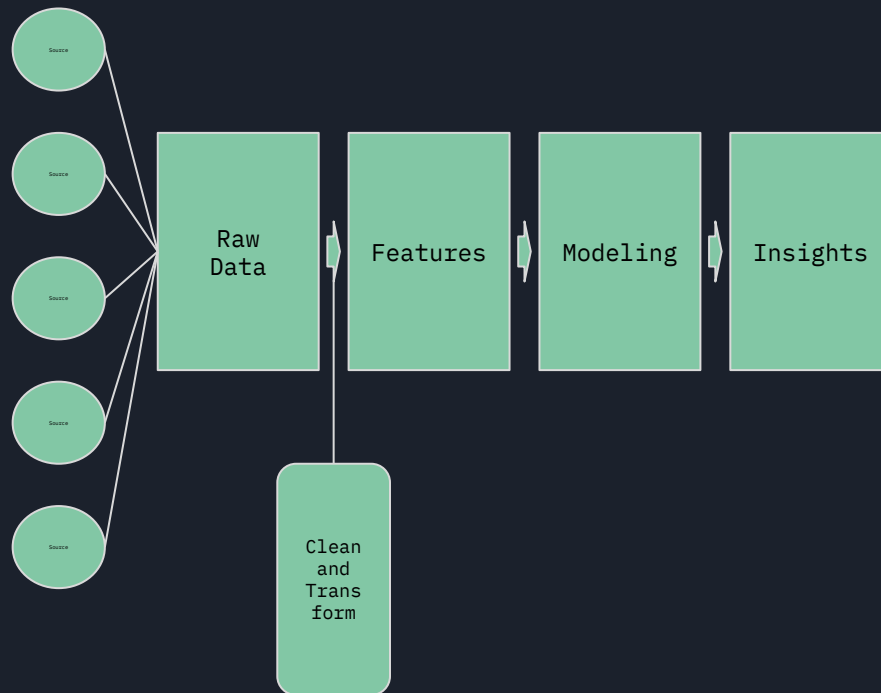 Source
Source
Source
Source
Source
Raw
Data
Features
Modeling
Insights
Clean
and
Trans
form